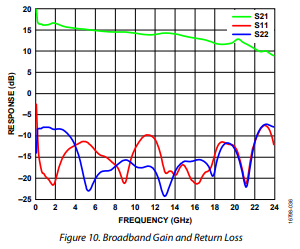 20
15
10
5
0
–5
–10
–15
–20
–25
RESPONSE (dB)
S21
S11
S22
0 2 4 6 8 10 12 14 16 18 20 22 24
FREQUENCY (GHz)
Figure 10. Broadband Gain and Return Loss